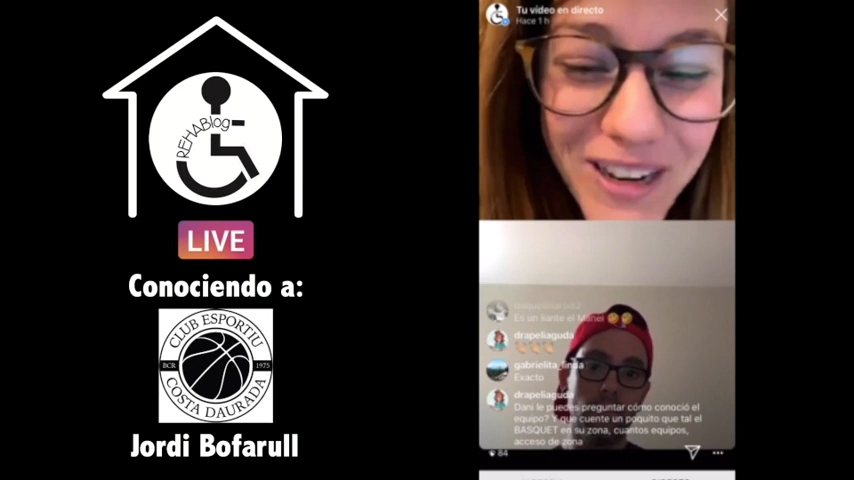 REHABlog
LIVE
Conociendo a:
CLUB ESPORTIU
BCR
1975
COSTA DAURADA
Jordi Bofarull
Tu vídeo en directo
Hace 1 h
Es un liante el Manel
drapeliaguda
gabrielita_linda
Exacto
drapeliaguda
Dani le puedes preguntar cómo conoció el
equipo? Y que cuente un poquito que tal el
BASQUET en su zona, cuantos equipos,
acceso de zona
84